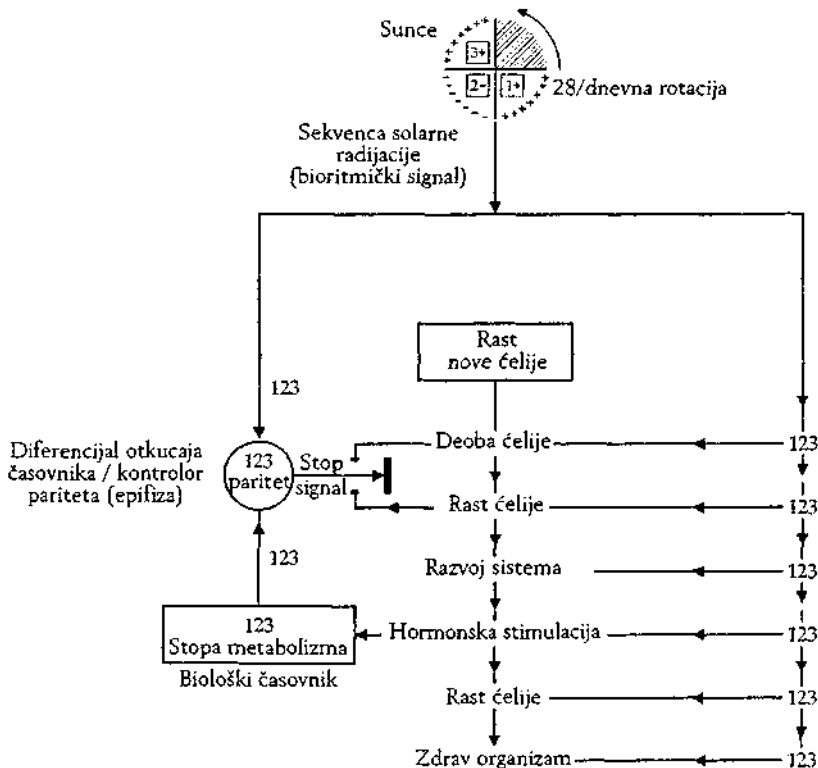 Sunce
3+
2-
1+
28/dnevna rotacija
Sekvenca solarne
radijacije
(bioritmički signal)
Rast
nove ćelije
123
Diferencijal otkucaja
časovnika / kontrolor
pariteta (epifiza)
123
paritet
Stop
signal
Deoba ćelije
123
Rast ćelije
123
123
Razvoj sistema
123
123
Stopa metabolizma
Biološki časovnik
Hormonska stimulacija
123
Rast ćelije
123
Zdrav organizam
123